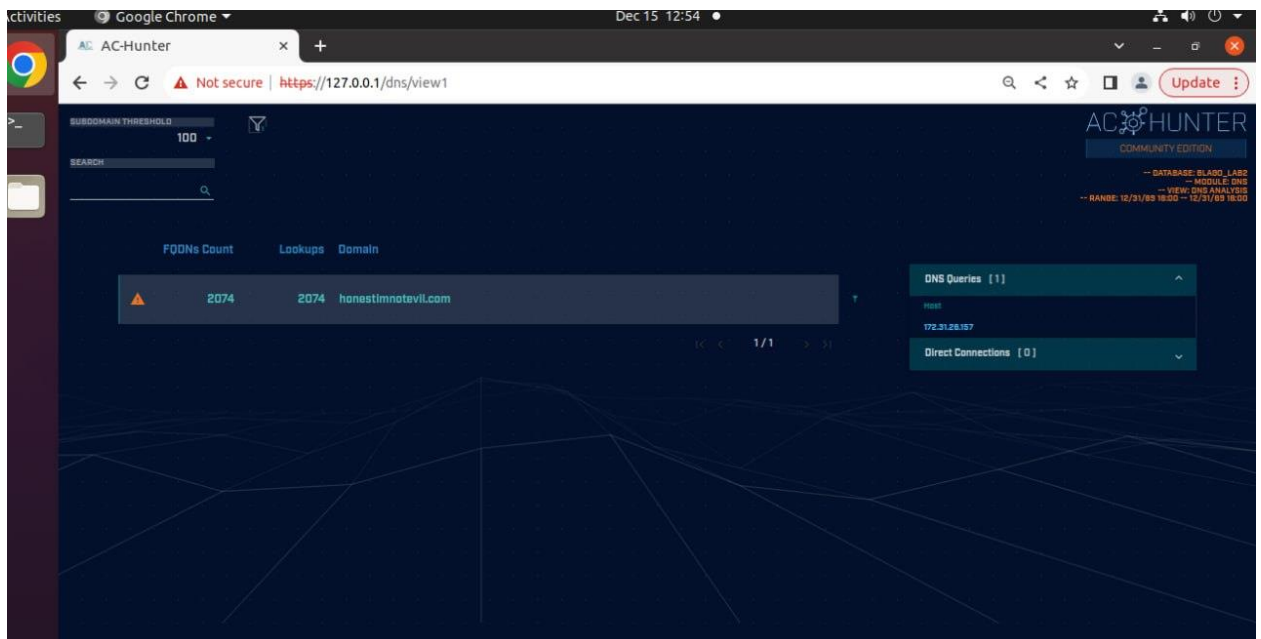 Activities Google Chrome Dec 15 12:54
AC-Hunter
Not secure https://127.0.0.1/dns/view1 Update
SUBDOMAIN THRESHOLD
100
SEARCH
AC HUNTER
COMMUNITY EDITION
-- DATABASE: BLAGO_LAB2
-- MODULE: DNS
-- VIEW: DNS ANALYSIS
-- RANGE: 12/31/69 18:00 -- 12/31/69 18:00
FQDNs Count Lookups Domain
2074 2074 honestimnotevil.com
1/1
DNS Queries [ 1 ]
Host
172.31.26.157
Direct Connections [ 0 ]